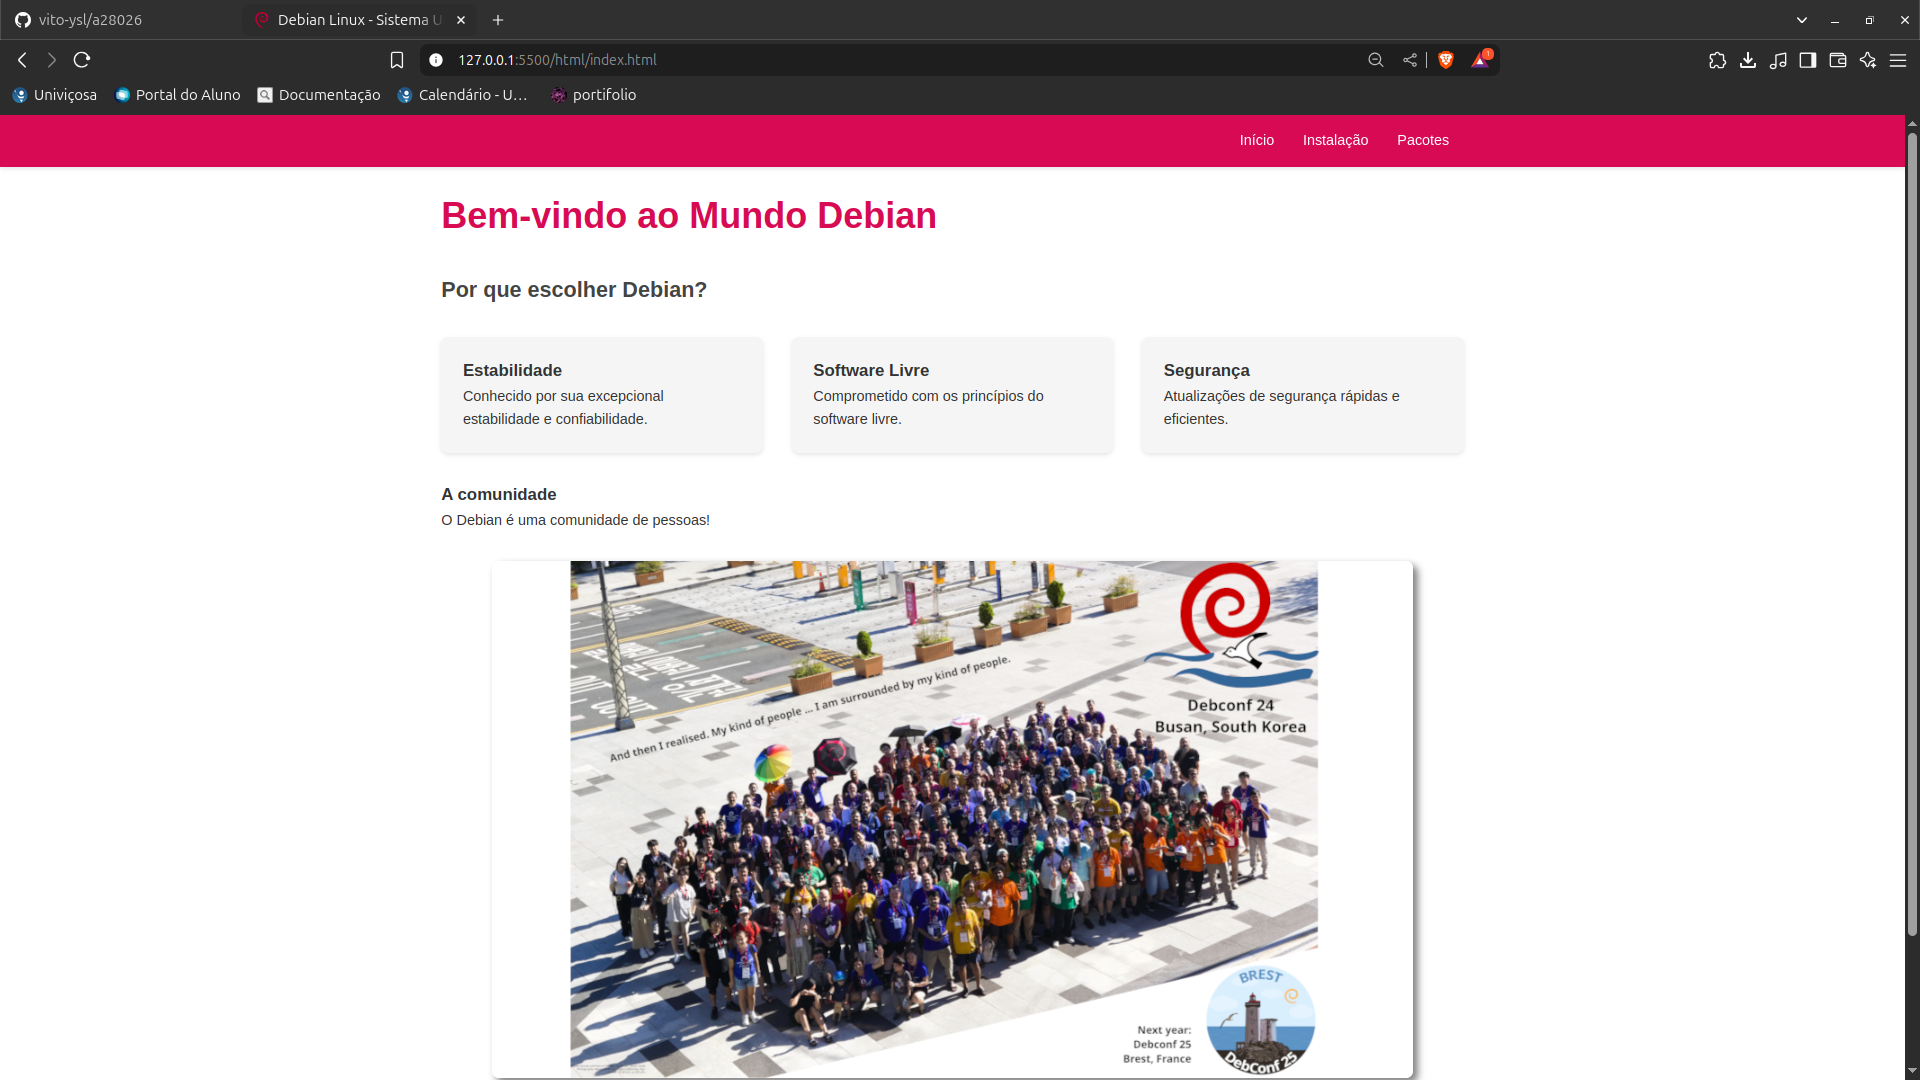 vito-ysl/a28026
Debian Linux - Sistema U
127.0.0.1:5500/html/index.html
1
Univiçosa
Portal do Aluno
Documentação
Calendário - U...
portifolio
Início
Instalação
Pacotes
Bem-vindo ao Mundo Debian
Por que escolher Debian?
Estabilidade
Conhecido por sua excepcional
estabilidade e confiabilidade.
Software Livre
Comprometido com os princípios do
software livre.
Segurança
Atualizações de segurança rápidas e
eficientes.
A comunidade
O Debian é uma comunidade de pessoas!
And then I realised. My kind of people ... I am surrounded by my kind of people.
Debconf 24
Busan, South Korea
Next year:
Debconf 25
Brest, France
BREST
DebConf 25